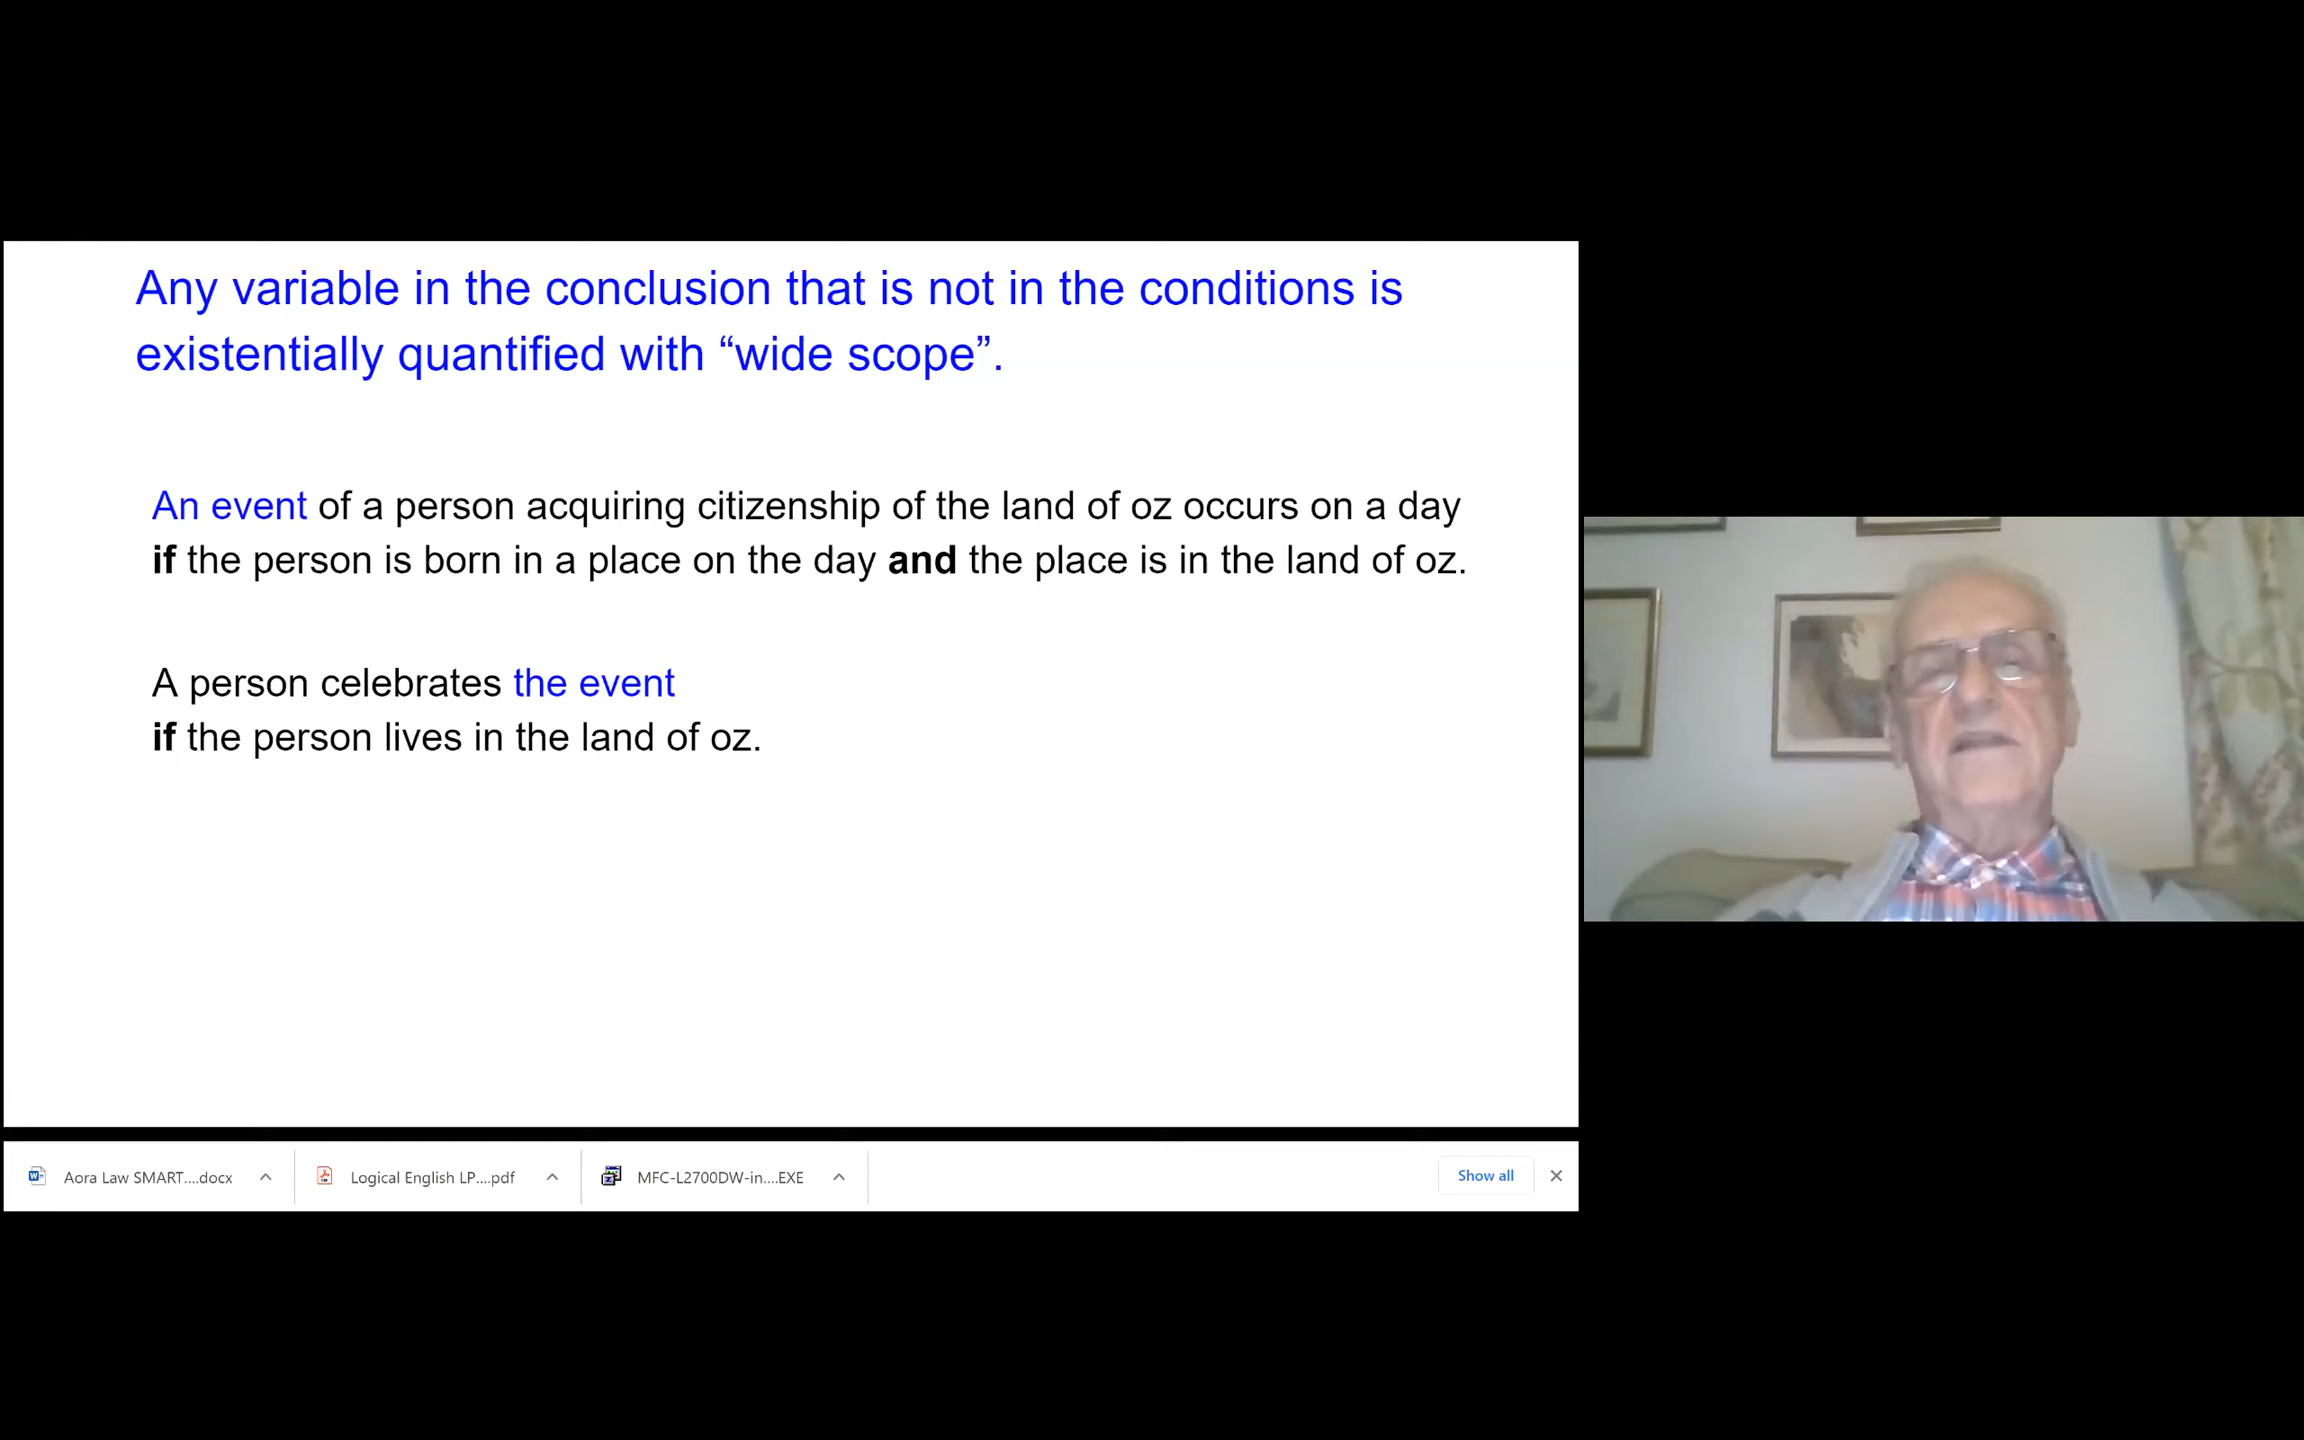 Any variable in the conclusion that is not in the conditions is
existentially quantified with “wide scope”.
An event of a person acquiring citizenship of the land of oz occurs on a day
if the person is born in a place on the day and the place is in the land of oz.
A person celebrates the event
if the person lives in the land of oz.
Aora Law SMART....docx
Logical English LP....pdf
MFC-L2700DW-in....EXE
Show all